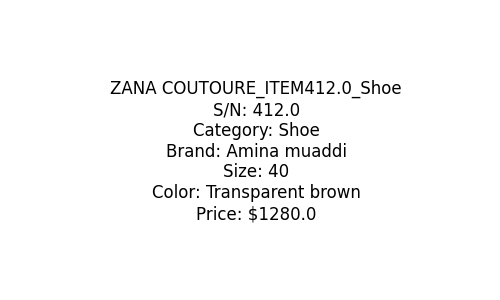 ZANA COUTOURE_ITEM412.0_Shoe
S/N: 412.0
Category: Shoe
Brand: Amina muaddi
Size: 40
Color: Transparent brown
Price: $1280.0